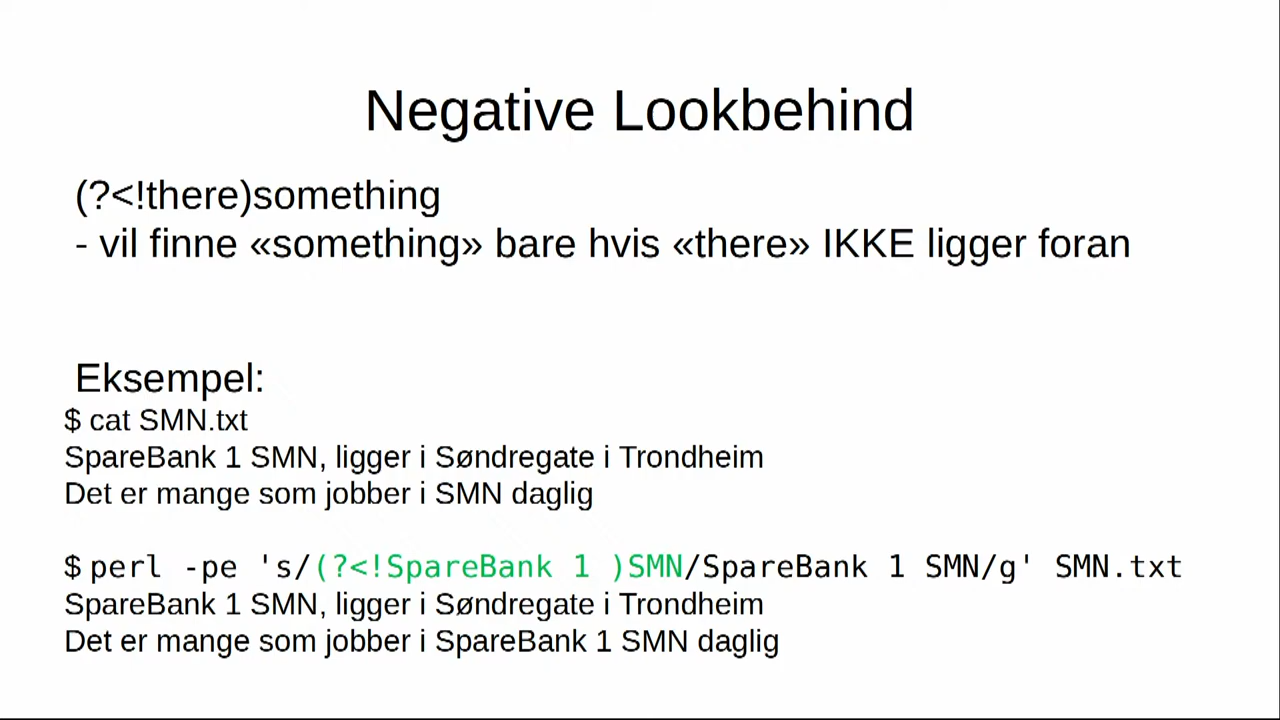 Negative Lookbehind
(?<!there)something
- vil finne «something» bare hvis «there» IKKE ligger foran
Eksempel:
$ cat SMN.txt
SpareBank 1 SMN, ligger i Søndregate i Trondheim
Det er mange som jobber i SMN daglig
$ perl -pe 's/(?<!SpareBank 1 )SMN/SpareBank 1 SMN/g' SMN.txt
SpareBank 1 SMN, ligger i Søndregate i Trondheim
Det er mange som jobber i SpareBank 1 SMN daglig